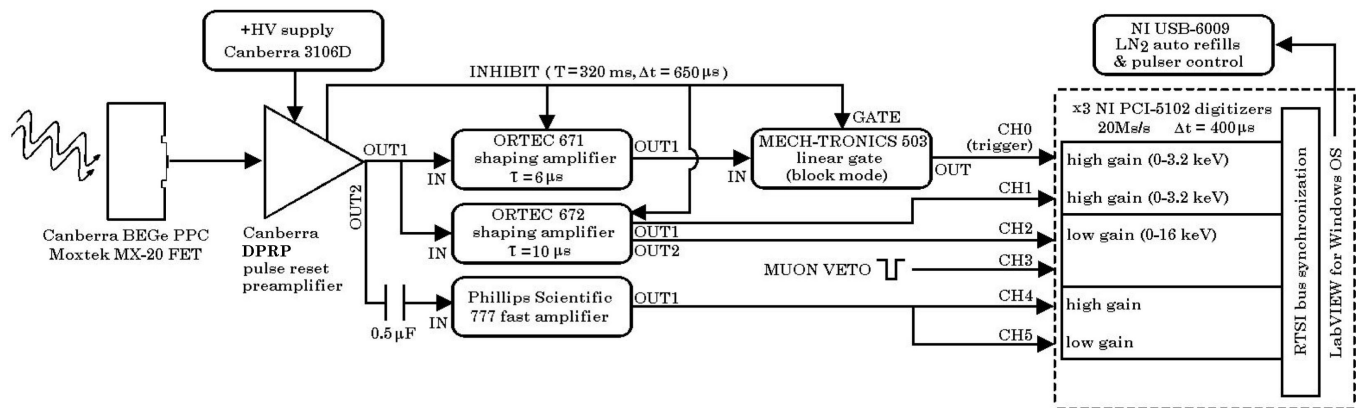 +HV supply
Canberra 3106D
NI USB-6009
LN2 auto refills
& pulser control
INHIBIT ( T = 320 ms, Δt = 650 μs )
x3 NI PCI-5102 digitizers
20Ms/s Δt = 400 μs
GATE
CH0
(trigger)
OUT1
IN
ORTEC 671
shaping amplifier
τ = 6 μs
OUT1
IN
MECH-TRONICS 503
linear gate
(block mode)
OUT
high gain (0-3.2 keV)
CH1
high gain (0-3.2 keV)
OUT2
IN
ORTEC 672
shaping amplifier
τ = 10 μs
OUT1
OUT2
CH2
low gain (0-16 keV)
Canberra BEGe PPC
Moxtek MX-20 FET
Canberra
DPRP
pulse reset
preamplifier
MUON VETO
CH3
0.5 μF
IN
Phillips Scientific
777 fast amplifier
OUT1
CH4
high gain
CH5
low gain
RTSI bus synchronization
LabVIEW for Windows OS